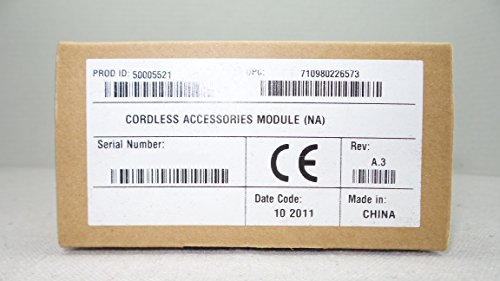 PROD ID: 50005521 UPC: 710980226573
CORDLESS ACCESSORIES MODULE (NA)
Serial Number: CE Rev:
A.3
Date Code: Made in:
10 2011 CHINA